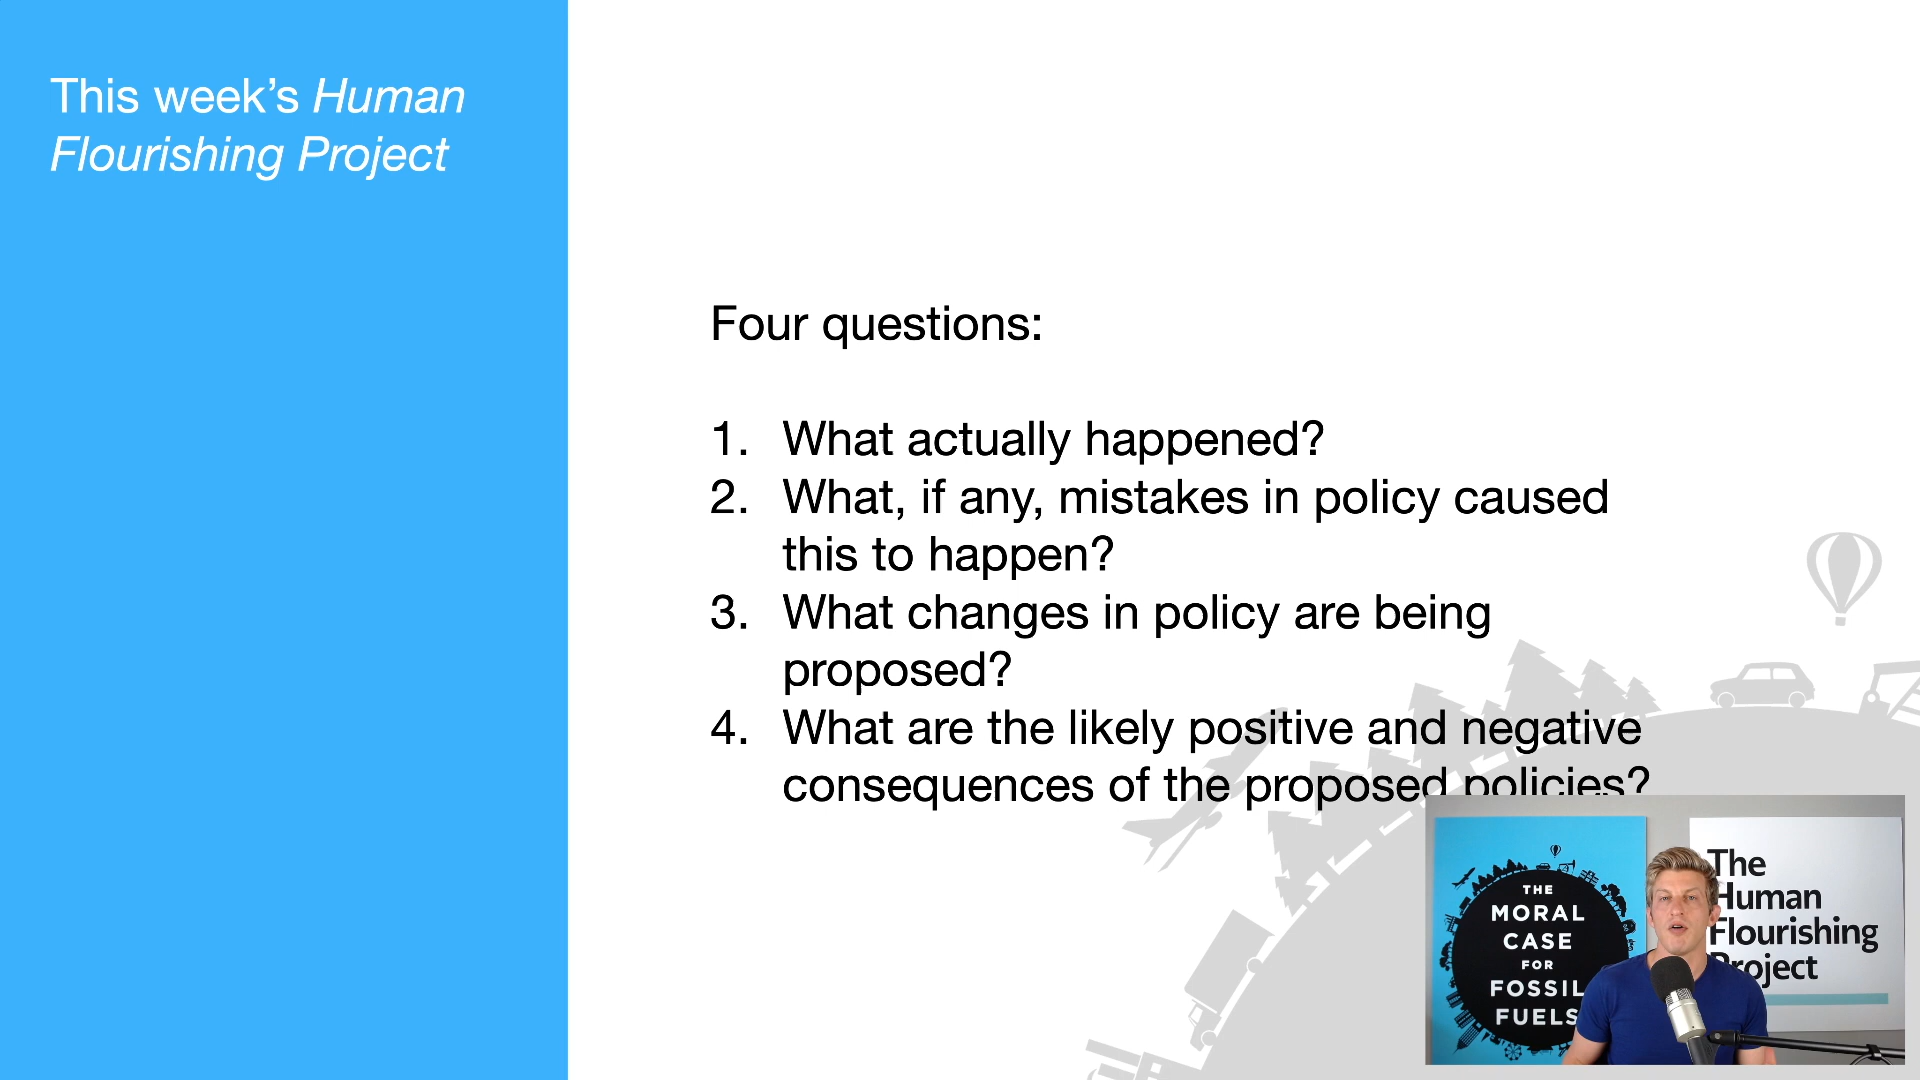 This week’s Human
Flourishing Project
Four questions:
1. What actually happened?
2. What, if any, mistakes in policy caused
this to happen?
3. What changes in policy are being
proposed?
4. What are the likely positive and negative
consequences of the proposed policies?
THE
MORAL
CASE
FOR
FOSSIL
FUELS
The
Human
Flourishing
Project